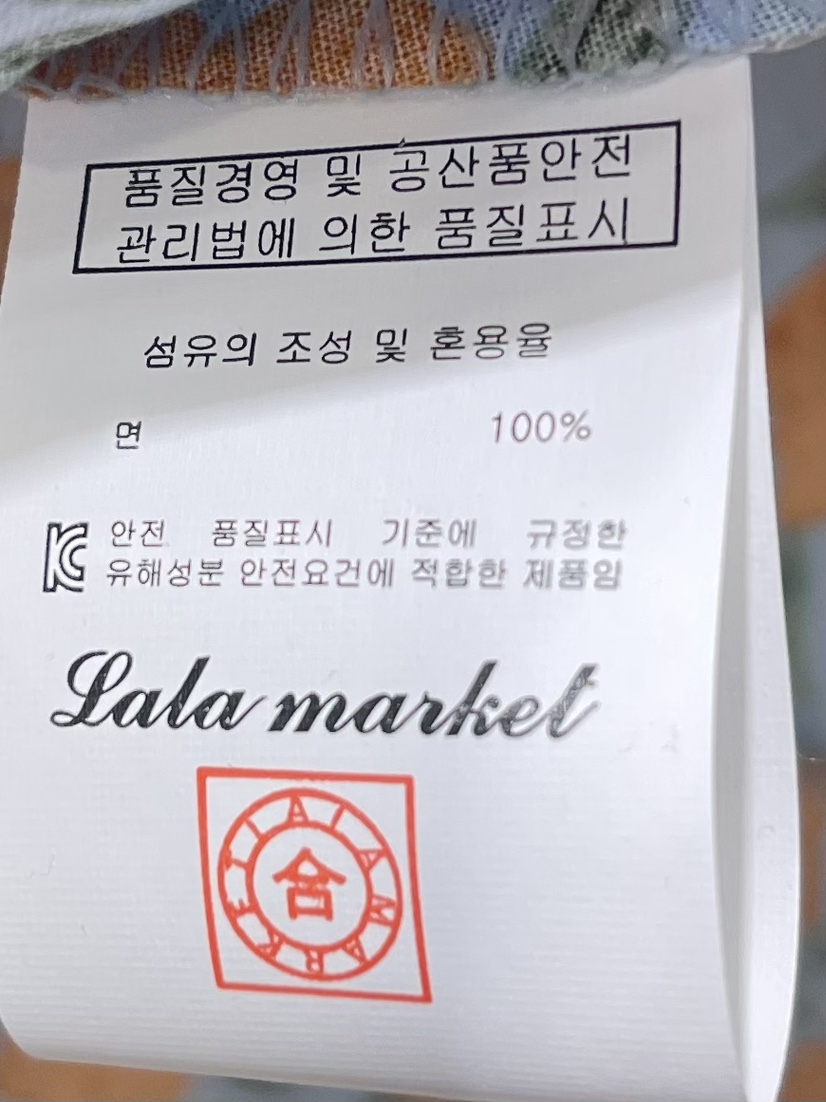 품질경영 및 공산품안전
관리법에 의한 품질표시
섬유의 조성 및 혼용율
면 100%
KC 안전 품질표시 기준에 규정한
유해성분 안전요건에 적합한 제품임
Lala market
LALAMARKET
合